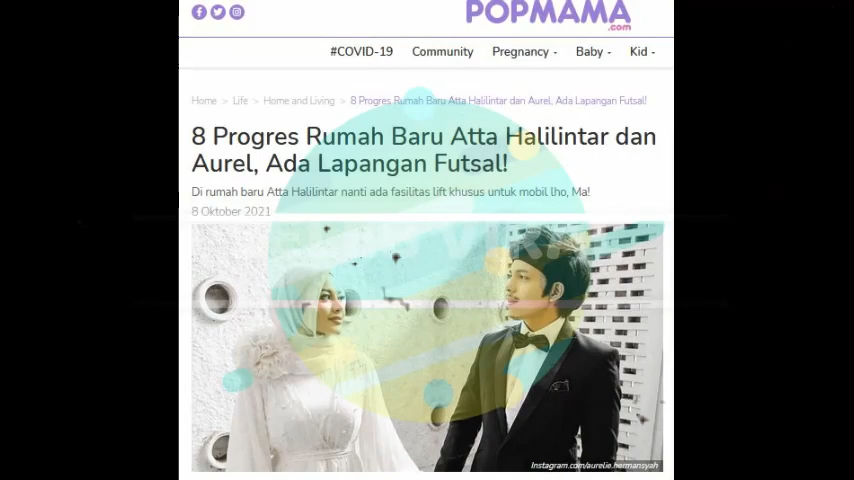 POPMAMA
.com
#COVID-19 Community Pregnancy Baby Kid
Home > Life > Home and Living > 8 Progres Rumah Baru Atta Halilintar dan Aurel, Ada Lapangan Futsal!
8 Progres Rumah Baru Atta Halilintar dan
Aurel, Ada Lapangan Futsal!
Di rumah baru Atta Halilintar nanti ada fasilitas lift khusus untuk mobil lho, Ma!
8 Oktober 2021
Instagram.com/aurelie.hermansyah